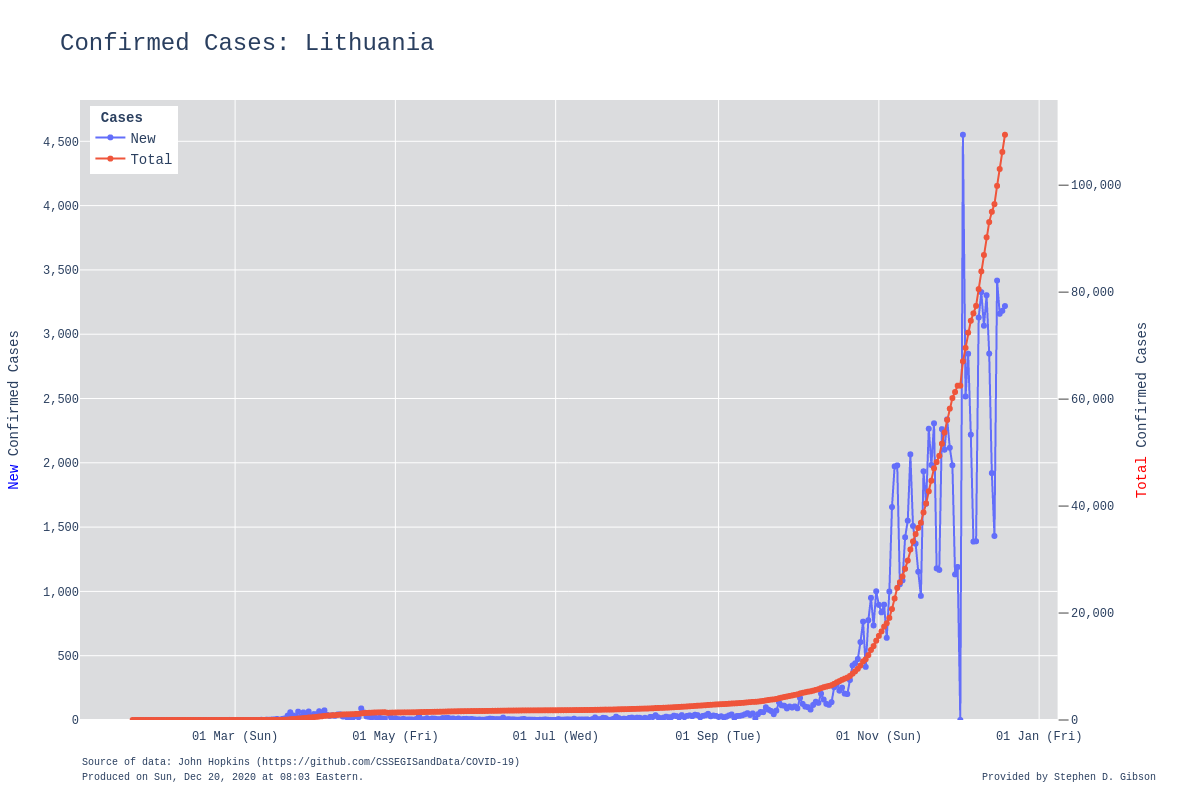 Confirmed Cases: Lithuania
Cases
New
Total
4,500
4,000
3,500
3,000
2,500
2,000
1,500
1,000
500
0
New Confirmed Cases
100,000
80,000
60,000
40,000
20,000
0
Total Confirmed Cases
01 Mar (Sun)
01 May (Fri)
01 Jul (Wed)
01 Sep (Tue)
01 Nov (Sun)
01 Jan (Fri)
Source of data: John Hopkins (https://github.com/CSSEGISandData/COVID-19)
Produced on Sun, Dec 20, 2020 at 08:03 Eastern.
Provided by Stephen D. Gibson